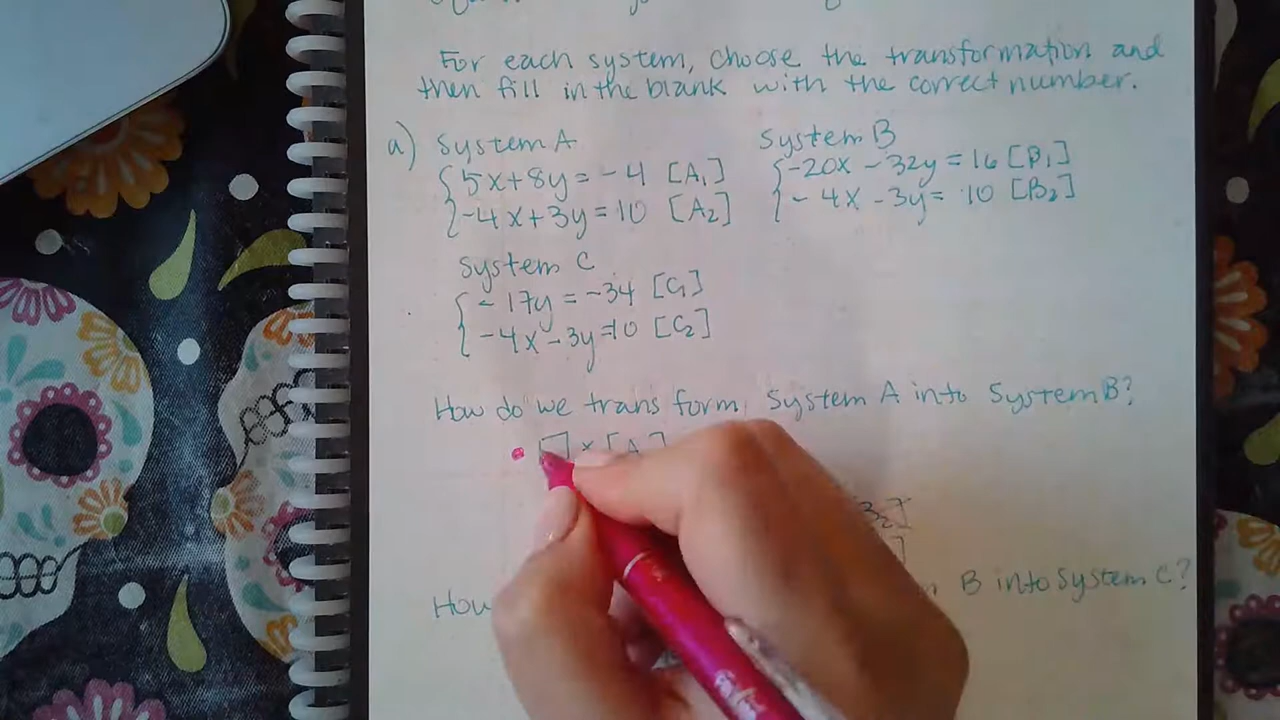 For each system, choose the transformation and
then fill in the blank with the correct number.
a) System A
5x+8y=-4 [A1]
-4x+3y=10 [A2]
System B
-20x-32y=16 [B1]
-4x-3y=10 [B2]
System C
-17y=-34 [C1]
-4x-3y=10 [C2]
How do we transform System A into System B?
□ × [A
B2]
]
How B into System C?